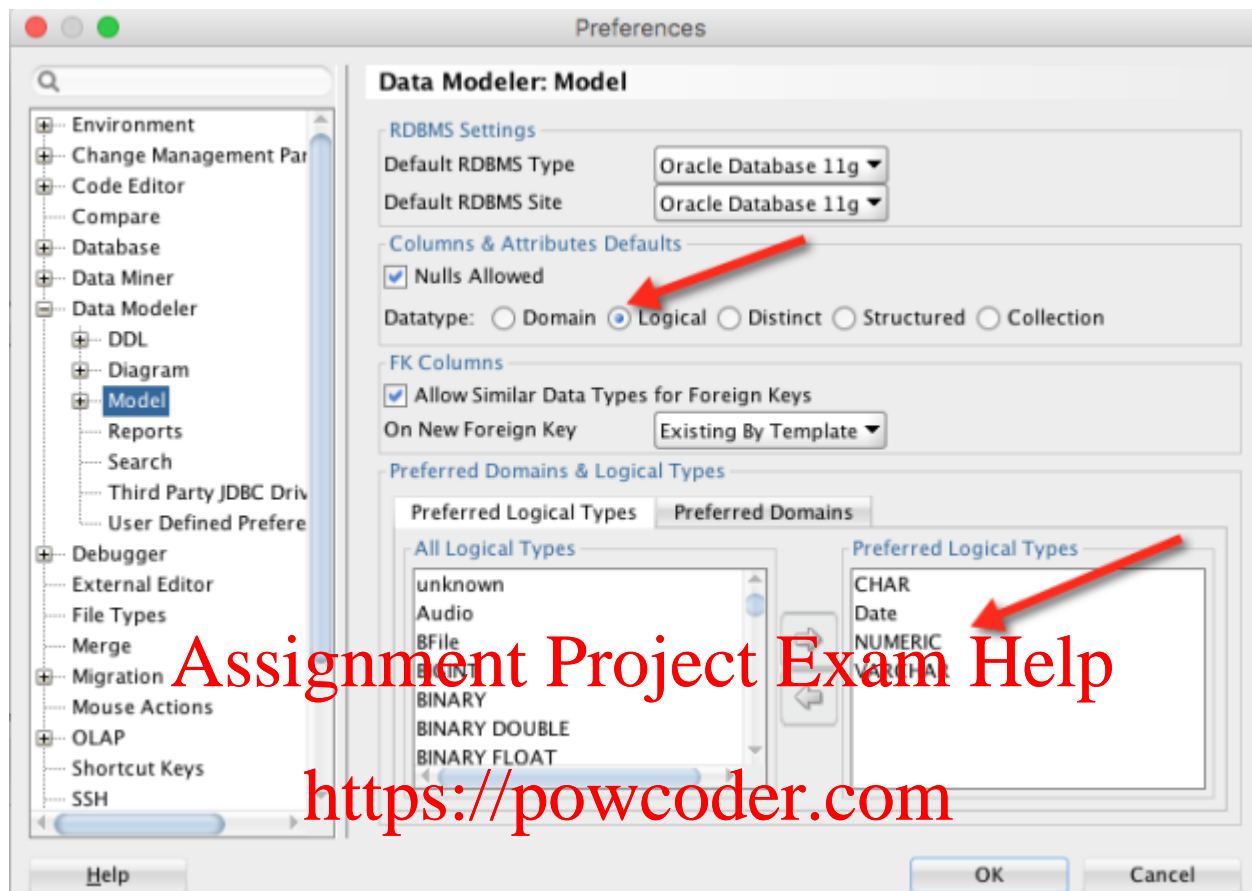 Preferences
Environment
Change Management Par
Code Editor
Compare
Database
Data Miner
Data Modeler
DDL
Diagram
Model
Reports
Search
Third Party JDBC Driv
User Defined Prefere
Debugger
External Editor
File Types
Merge
Migration
Mouse Actions
OLAP
Shortcut Keys
SSH
Help
Data Modeler: Model
RDBMS Settings
Default RDBMS Type Oracle Database 11g
Default RDBMS Site Oracle Database 11g
Columns & Attributes Defaults
Nulls Allowed
Datatype: Domain Logical Distinct Structured Collection
FK Columns
Allow Similar Data Types for Foreign Keys
On New Foreign Key Existing By Template
Preferred Domains & Logical Types
Preferred Logical Types Preferred Domains
All Logical Types
unknown
Audio
BFile
BIGINT
BINARY
BINARY DOUBLE
BINARY FLOAT
Preferred Logical Types
CHAR
Date
NUMERIC
VARCHAR
OK Cancel
Assignment Project Exam Help
https://powcoder.com